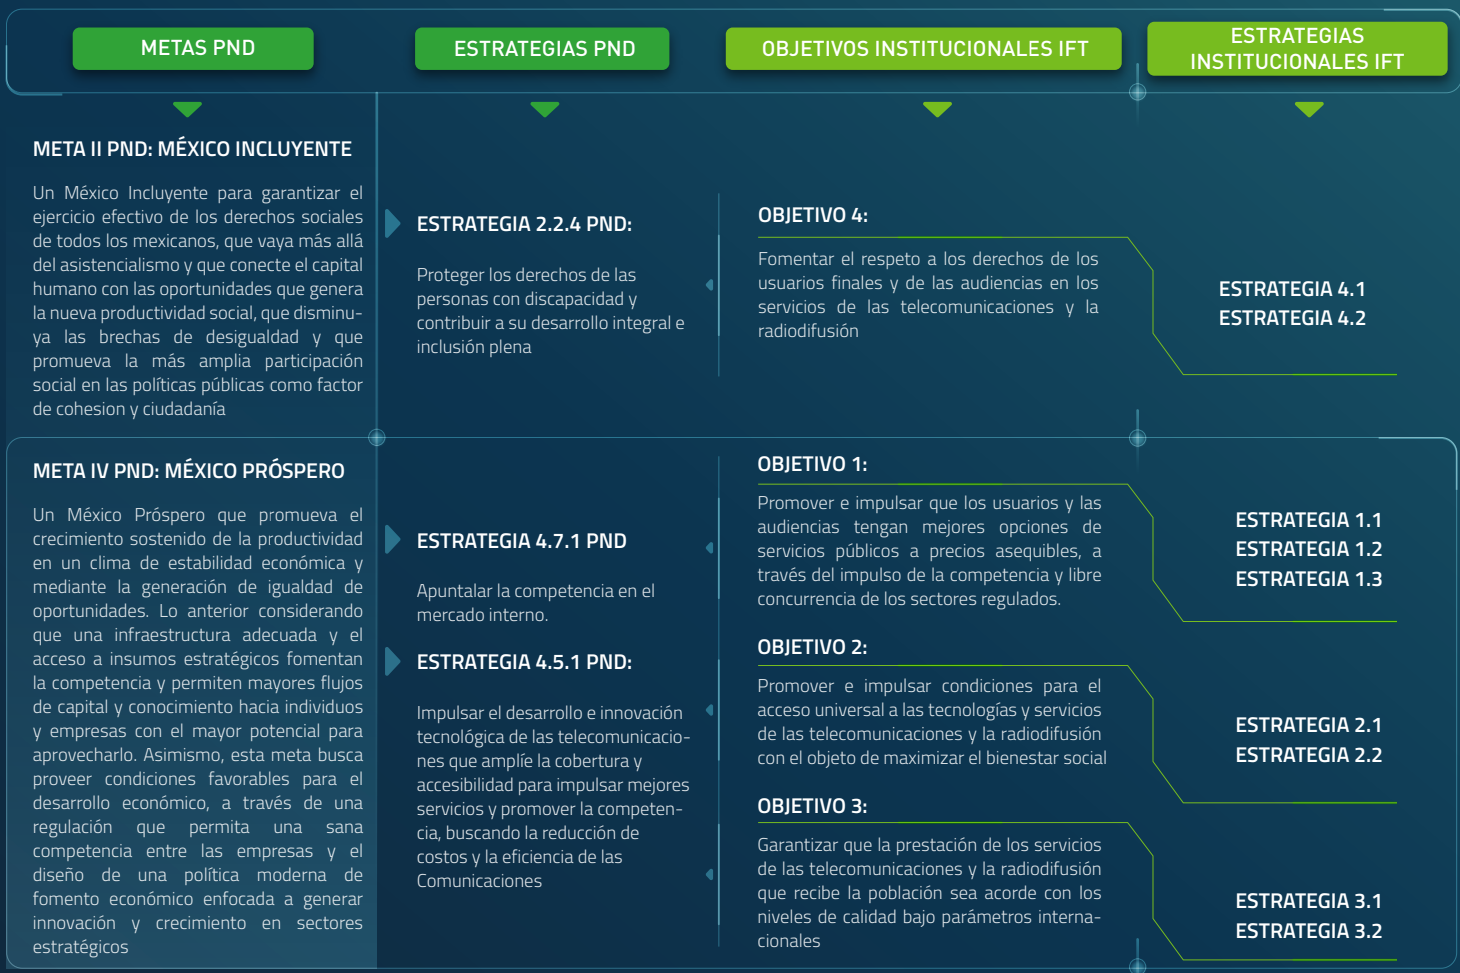 METAS PND
ESTRATEGIAS PND
OBJETIVOS INSTITUCIONALES IFT
ESTRATEGIAS
INSTITUCIONALES IFT
META II PND: MÉXICO INCLUYENTE
Un México Incluyente para garantizar el
ejercicio efectivo de los derechos sociales
de todos los mexicanos, que vaya más allá
del asistencialismo y que conecte el capital
humano con las oportunidades que genera
la nueva productividad social, que disminu-
ya las brechas de desigualdad y que
promueva la más amplia participación
social en las políticas públicas como factor
de cohesion y ciudadanía
ESTRATEGIA 2.2.4 PND:
Proteger los derechos de las
personas con discapacidad y
contribuir a su desarrollo integral e
inclusión plena
OBJETIVO 4:
Fomentar el respeto a los derechos de los
usuarios finales y de las audiencias en los
servicios de las telecomunicaciones y la
radiodifusión
ESTRATEGIA 4.1
ESTRATEGIA 4.2
META IV PND: MÉXICO PRÓSPERO
Un México Próspero que promueva el
crecimiento sostenido de la productividad
en un clima de estabilidad económica y
mediante la generación de igualdad de
oportunidades. Lo anterior considerando
que una infraestructura adecuada y el
acceso a insumos estratégicos fomentan
la competencia y permiten mayores flujos
de capital y conocimiento hacia individuos
y empresas con el mayor potencial para
aprovecharlo. Asimismo, esta meta busca
proveer condiciones favorables para el
desarrollo económico, a través de una
regulación que permita una sana
competencia entre las empresas y el
diseño de una política moderna de
fomento económico enfocada a generar
innovación y crecimiento en sectores
estratégicos
ESTRATEGIA 4.7.1 PND
Apuntalar la competencia en el
mercado interno.
ESTRATEGIA 4.5.1 PND:
Impulsar el desarrollo e innovación
tecnológica de las telecomunicacio-
nes que amplíe la cobertura y
accesibilidad para impulsar mejores
servicios y promover la competen-
cia, buscando la reducción de
costos y la eficiencia de las
Comunicaciones
OBJETIVO 1:
Promover e impulsar que los usuarios y las
audiencias tengan mejores opciones de
servicios públicos a precios asequibles, a
través del impulso de la competencia y libre
concurrencia de los sectores regulados.
ESTRATEGIA 1.1
ESTRATEGIA 1.2
ESTRATEGIA 1.3
OBJETIVO 2:
Promover e impulsar condiciones para el
acceso universal a las tecnologías y servicios
de las telecomunicaciones y la radiodifusión
con el objeto de maximizar el bienestar social
ESTRATEGIA 2.1
ESTRATEGIA 2.2
OBJETIVO 3:
Garantizar que la prestación de los servicios
de las telecomunicaciones y la radiodifusión
que recibe la población sea acorde con los
niveles de calidad bajo parámetros interna-
cionales
ESTRATEGIA 3.1
ESTRATEGIA 3.2